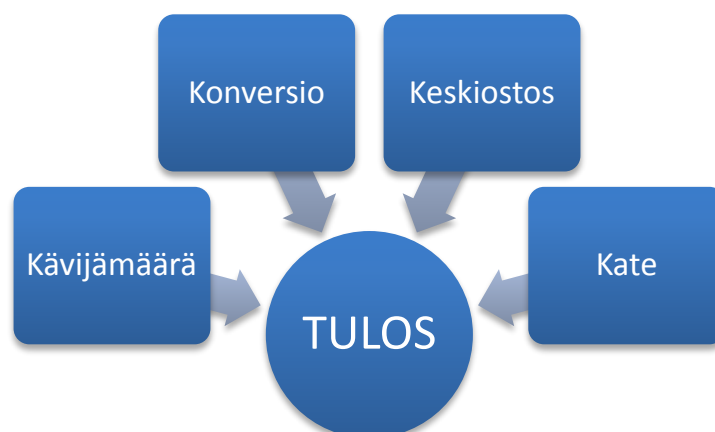 Konversio
Keskiostos
Kävijämäärä
Kate
TULOS